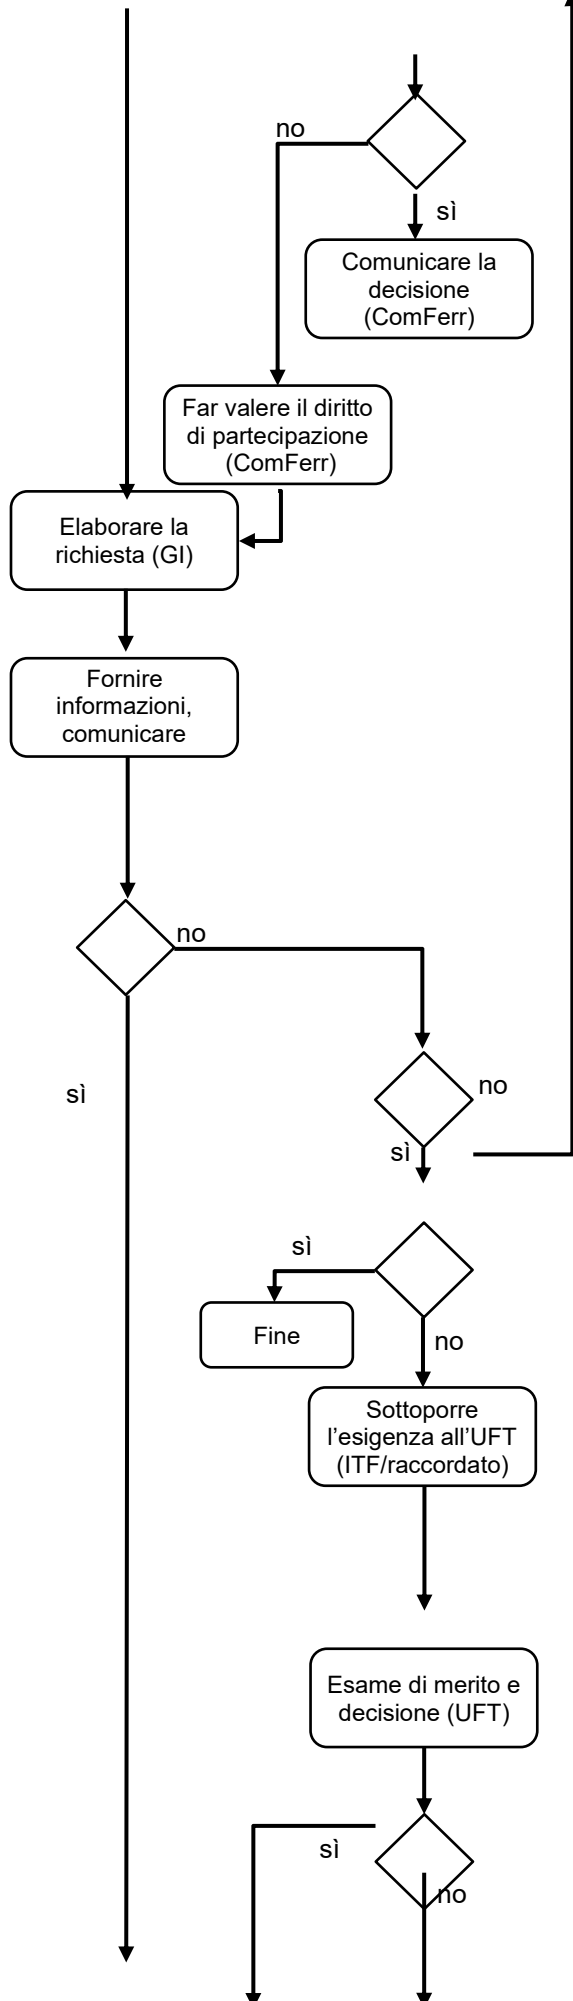 no
sì
Comunicare la
decisione
(ComFerr)
Far valere il diritto
di partecipazione
(ComFerr)
Elaborare la
richiesta (GI)
Fornire
informazioni,
comunicare
no
sì
no
sì
sì
Fine
no
Sottoporre
l’esigenza all’UFT
(ITF/raccordato)
Esame di merito e
decisione (UFT)
sì
no